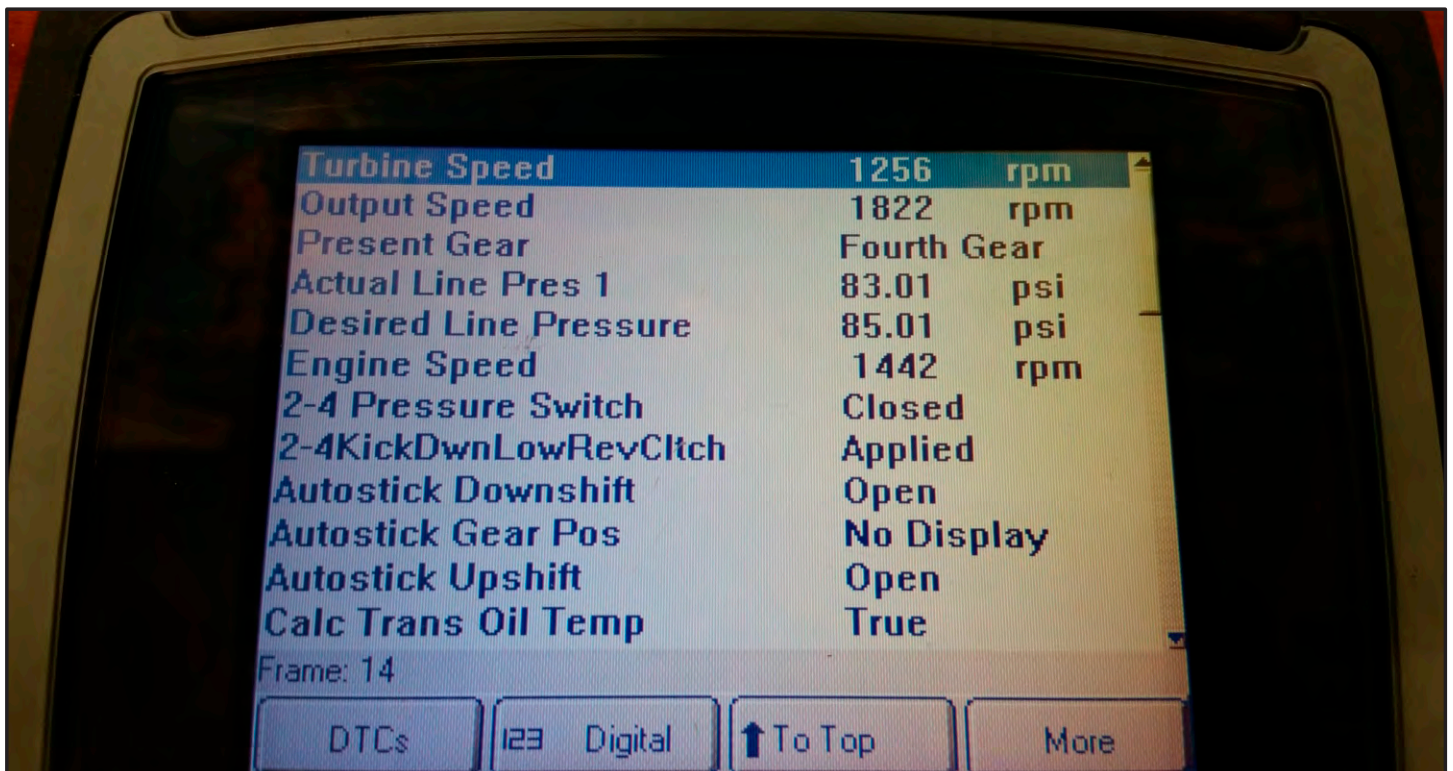 Turbine Speed 1256 rpm
Output Speed 1822 rpm
Present Gear Fourth Gear
Actual Line Pres 1 83.01 psi
Desired Line Pressure 85.01 psi
Engine Speed 1442 rpm
2-4 Pressure Switch Closed
2-4KickDwnLowRevCltch Applied
Autostick Downshift Open
Autostick Gear Pos No Display
Autostick Upshift Open
Calc Trans Oil Temp True
Frame: 14
DTCs 123 Digital To Top More